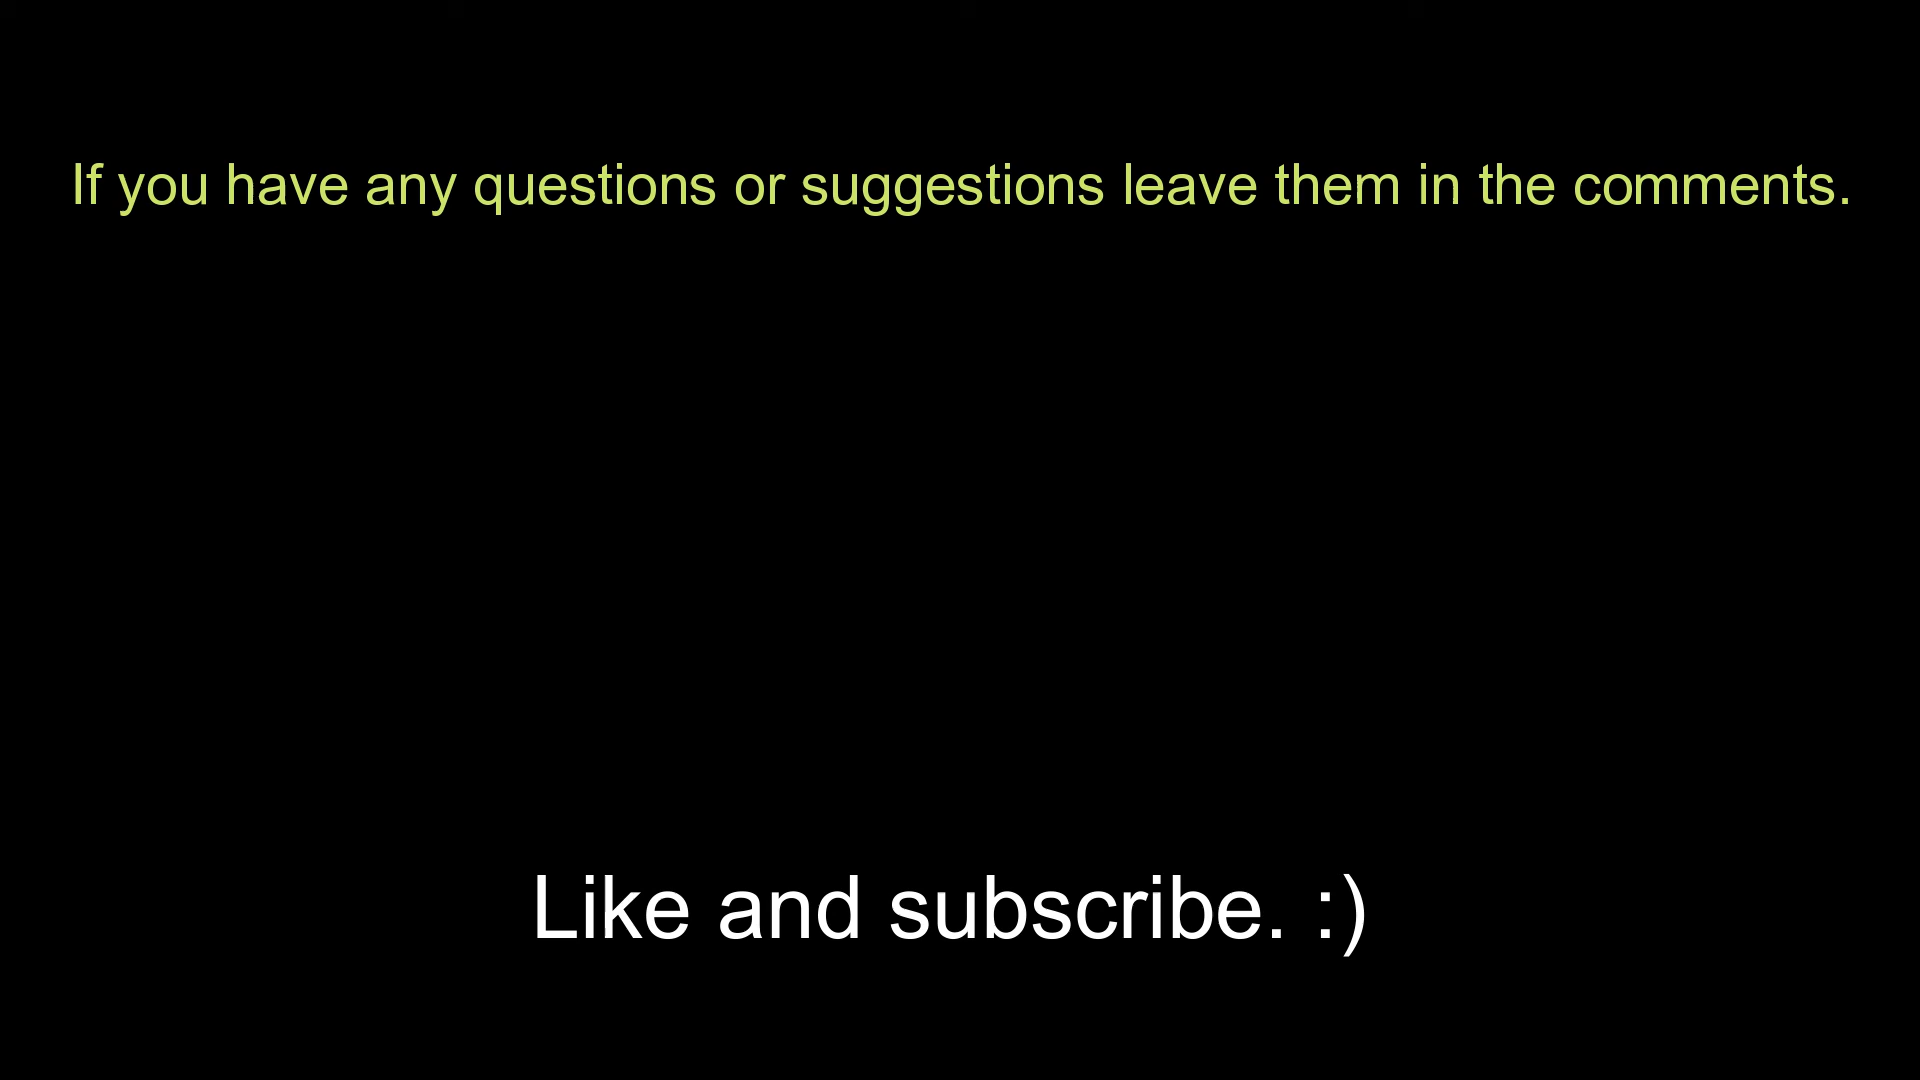 If you have any questions or suggestions leave them in the comments.
Like and subscribe. :)